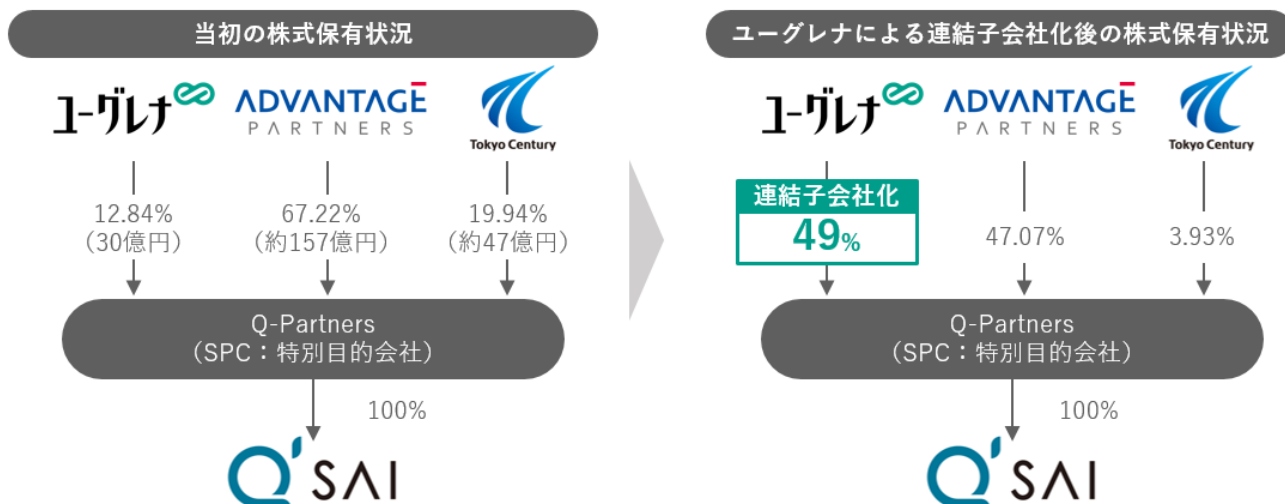 当初の株式保有状況
ユーグレナ
ADVANTAGE
PARTNERS
Tokyo Century
12.84%
（30億円）
67.22%
（約157億円）
19.94%
（約47億円）
Q-Partners
（SPC：特別目的会社）
100%
Q'SAI
ユーグレナによる連結子会社化後の株式保有状況
ユーグレナ
ADVANTAGE
PARTNERS
Tokyo Century
連結子会社化
49%
47.07%
3.93%
Q-Partners
（SPC：特別目的会社）
100%
Q'SAI